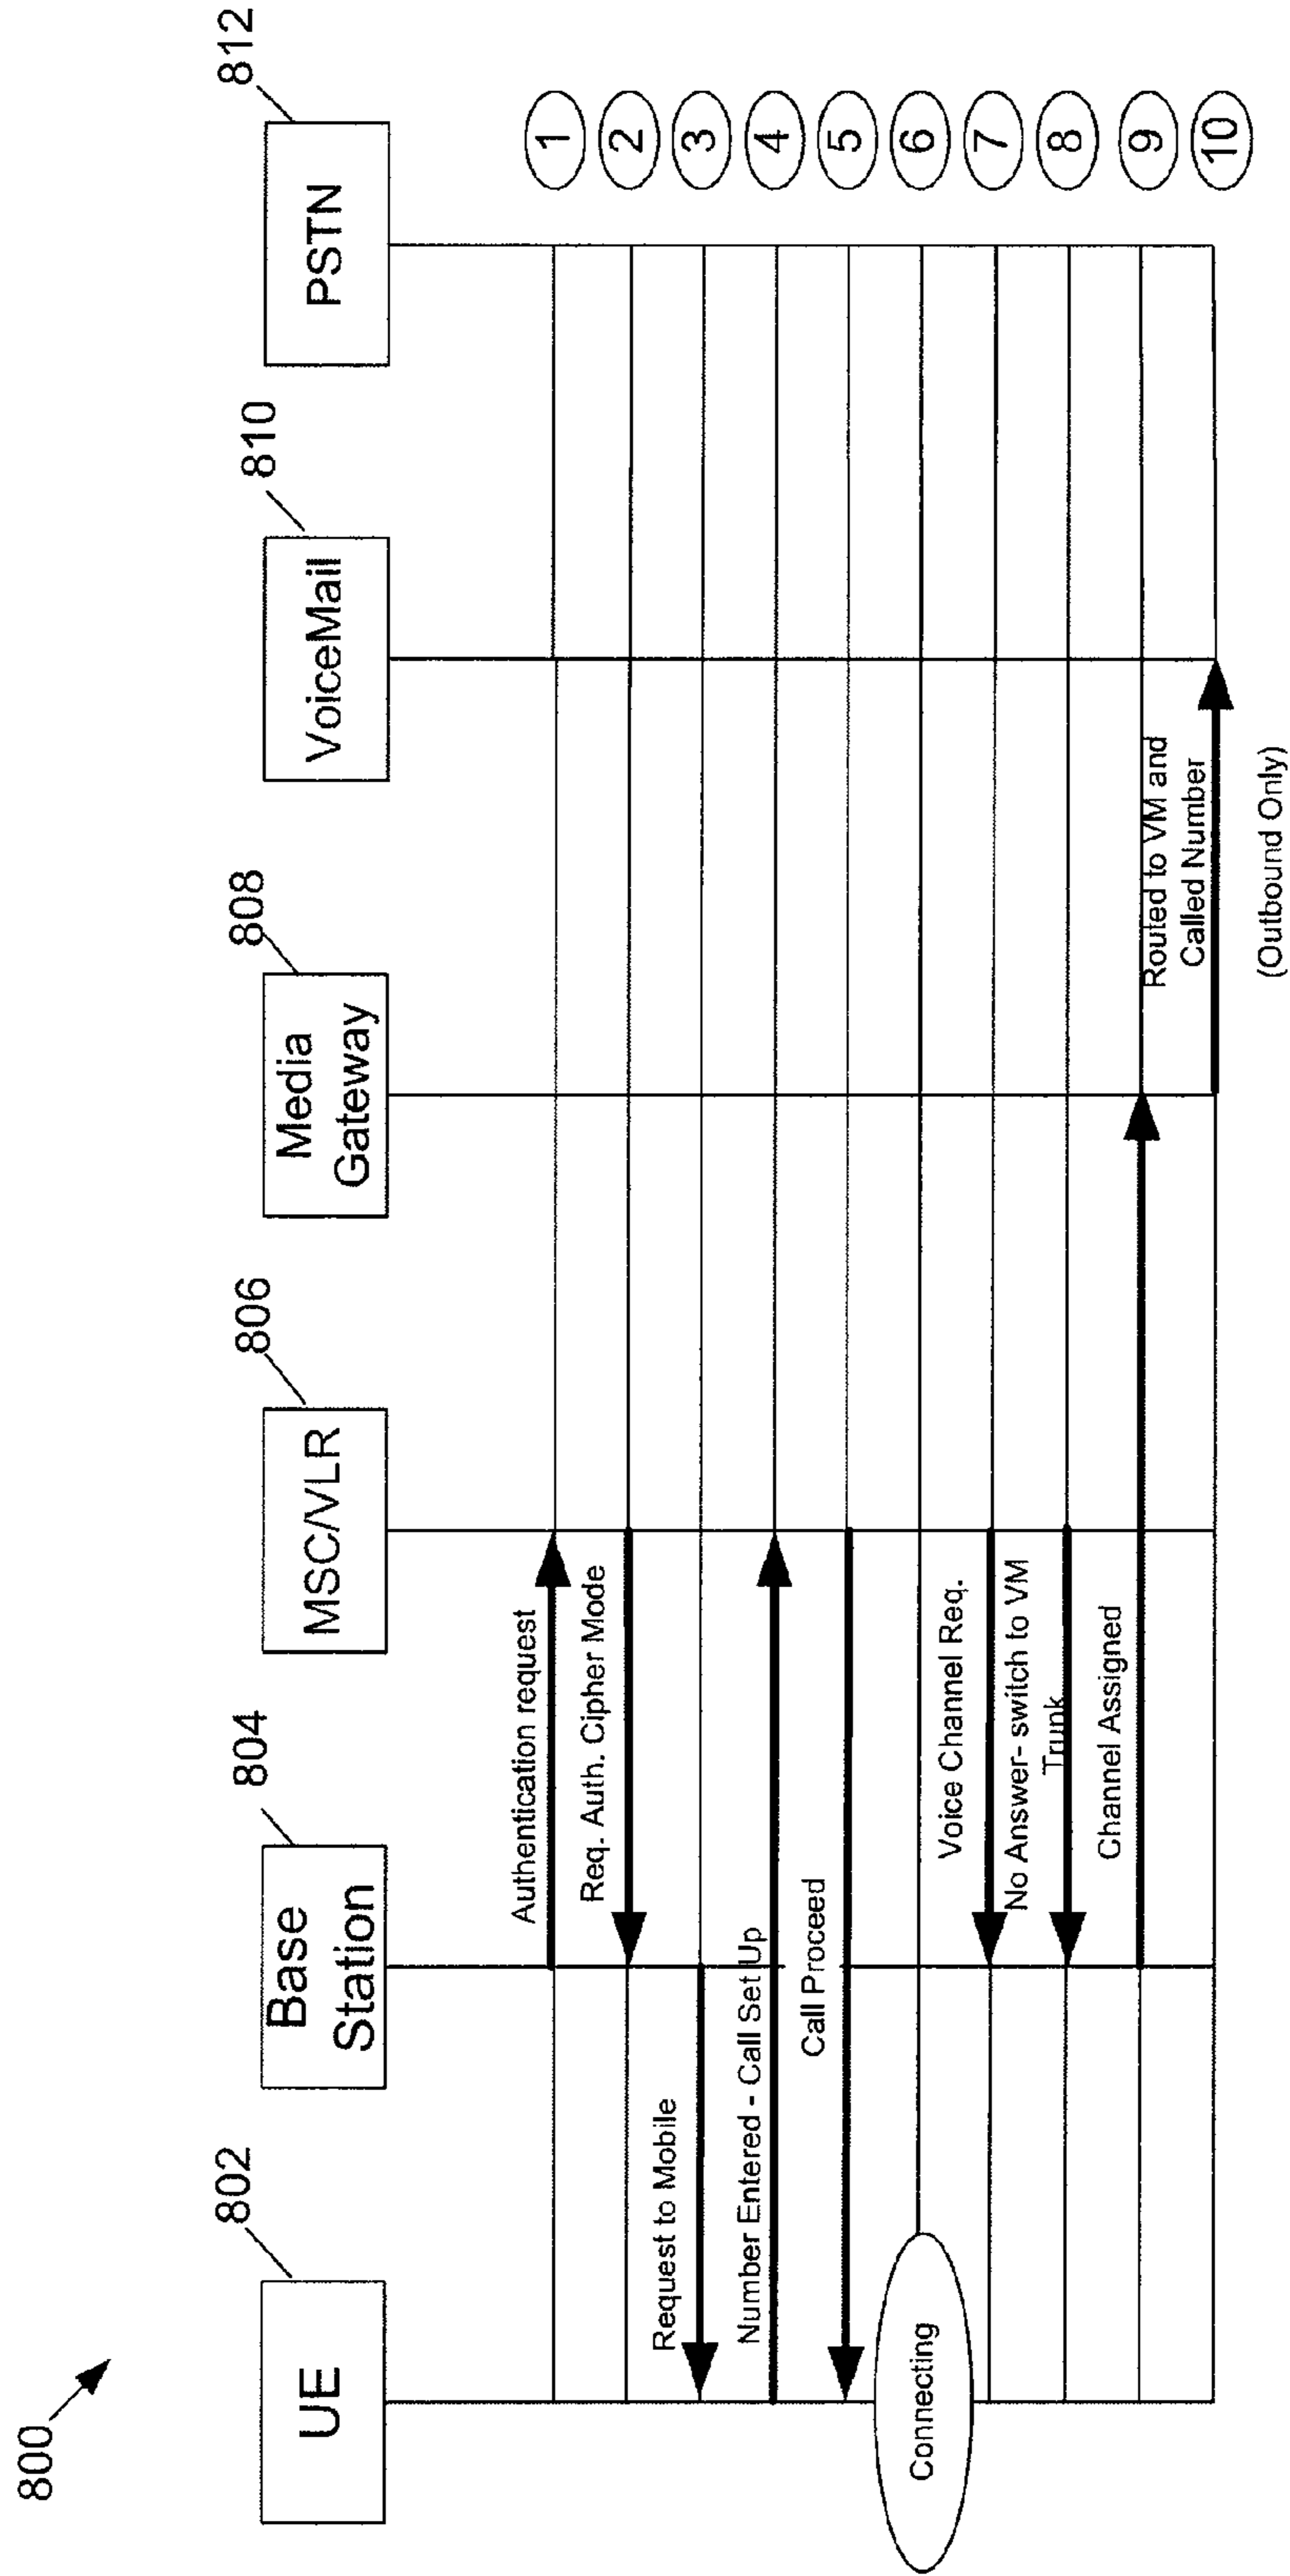 800
802
804
806
808
810
812
UE
Base
Station
MSC/VLR
Media
Gateway
VoiceMail
PSTN
Authentication request
1
Req. Auth. Cipher Mode
2
Request to Mobile
3
Number Entered - Call Set Up
4
Call Proceed
5
Connecting
6
Voice Channel Req.
7
No Answer- switch to VM
Trunk
8
Channel Assigned
9
Routed to VM and
Called Number
10
(Outbound Only)